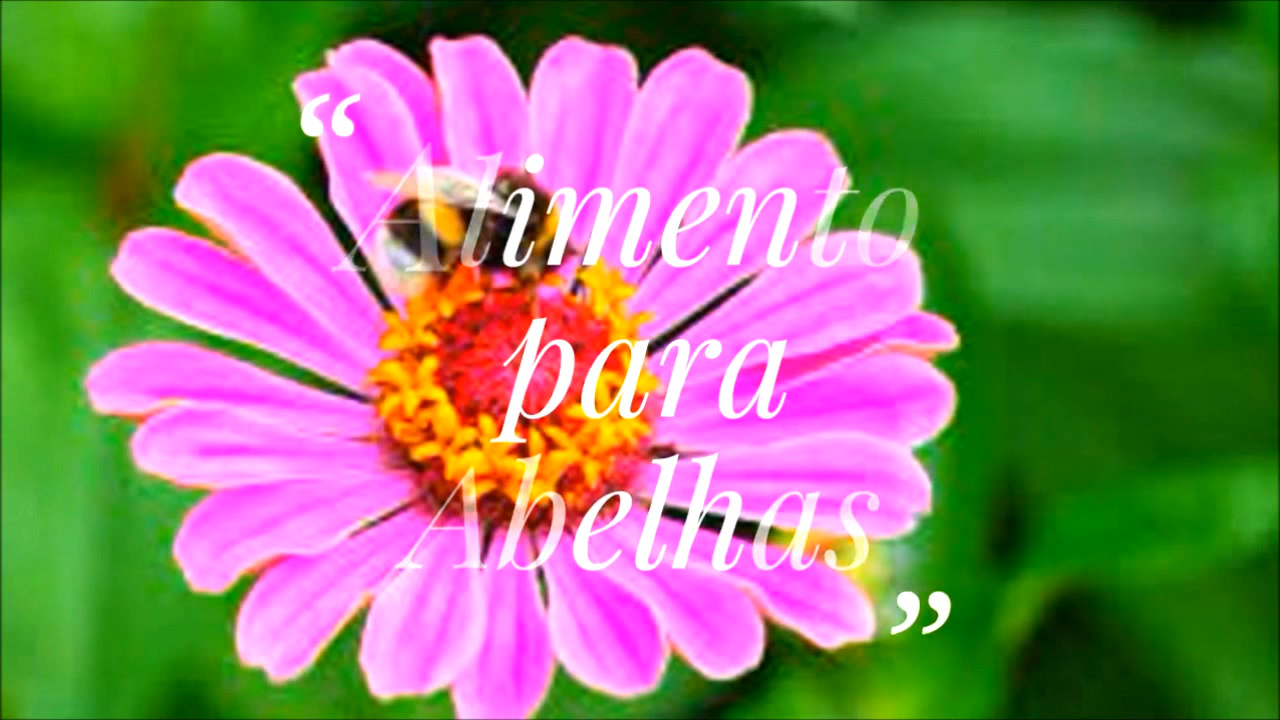 “
Alimento
para
Abelhas
”